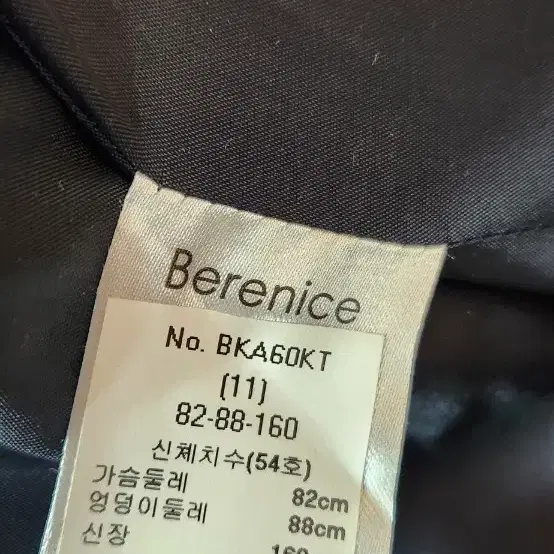 Berenice
No. BKA60KT
(11)
82-88-160
신체치수(54호)
가슴둘레 82cm
엉덩이둘레 88cm
신장 160